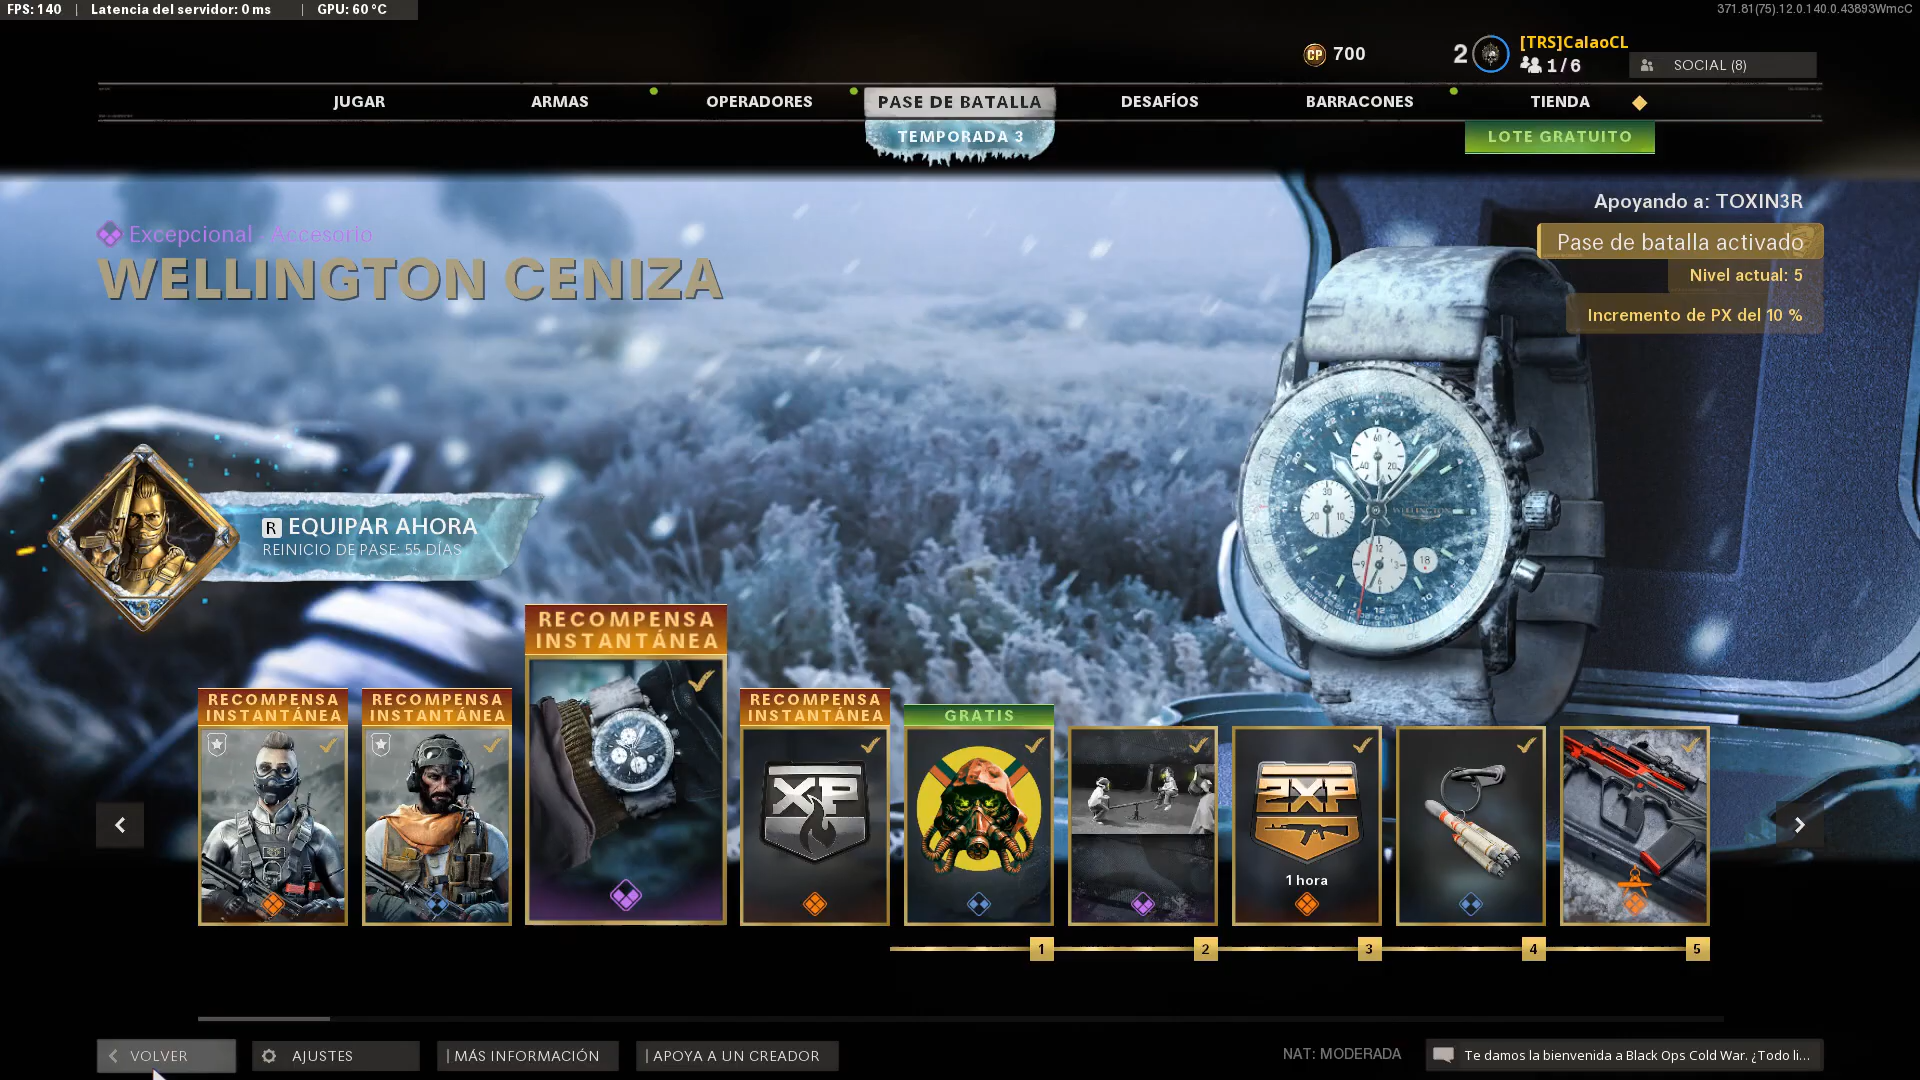 FPS: 140 | Latencia del servidor: 0 ms | GPU: 60 °C
371.81(75).12.0.140.0.43893WmcC
CP 700
2 [TRS]CalaoCL
1/6
SOCIAL (8)
JUGAR
ARMAS
OPERADORES
PASE DE BATALLA
DESAFÍOS
BARRACONES
TIENDA
TEMPORADA 3
LOTE GRATUITO
Apoyando a: TOXIN3R
Excepcional - Accesorio
Pase de batalla activado
WELLINGTON CENIZA
Nivel actual: 5
Incremento de PX del 10 %
R EQUIPAR AHORA
REINICIO DE PASE: 55 DÍAS
3
RECOMPENSA
INSTANTÁNEA
RECOMPENSA
INSTANTÁNEA
RECOMPENSA
INSTANTÁNEA
RECOMPENSA
INSTANTÁNEA
GRATIS
XP
2XP
1 hora
1
2
3
4
5
VOLVER
AJUSTES
| MÁS INFORMACIÓN
| APOYA A UN CREADOR
NAT: MODERADA
Te damos la bienvenida a Black Ops Cold War. ¿Todo li...